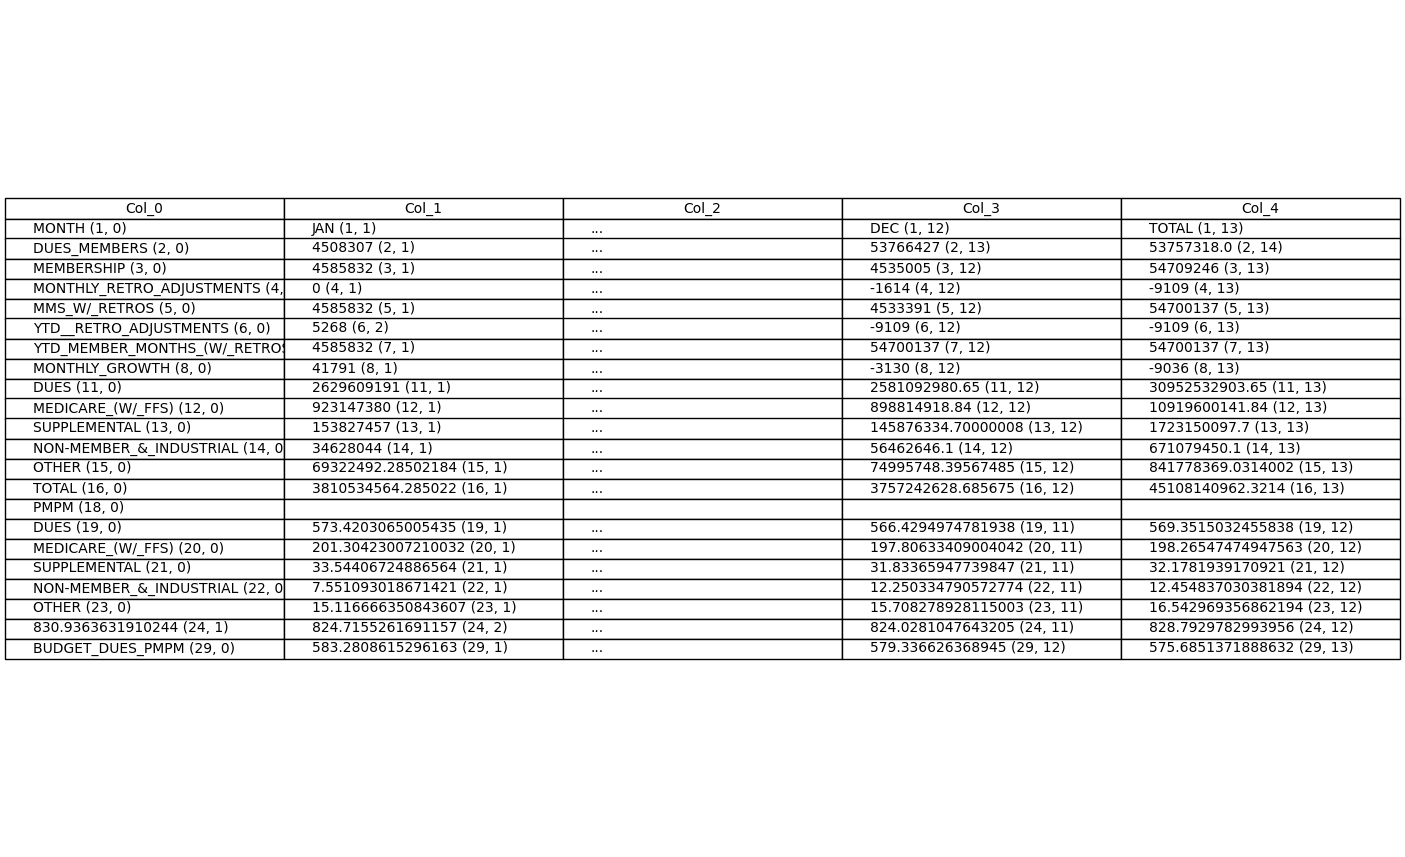 Col_0 Col_1 Col_2 Col_3 Col_4
MONTH (1, 0) JAN (1, 1) ... DEC (1, 12) TOTAL (1, 13)
DUES_MEMBERS (2, 0) 4508307 (2, 1) ... 53766427 (2, 13) 53757318.0 (2, 14)
MEMBERSHIP (3, 0) 4585832 (3, 1) ... 4535005 (3, 12) 54709246 (3, 13)
MONTHLY_RETRO_ADJUSTMENTS (4, 0 (4, 1) ... -1614 (4, 12) -9109 (4, 13)
MMS_W/_RETROS (5, 0) 4585832 (5, 1) ... 4533391 (5, 12) 54700137 (5, 13)
YTD__RETRO_ADJUSTMENTS (6, 0) 5268 (6, 2) ... -9109 (6, 12) -9109 (6, 13)
YTD_MEMBER_MONTHS_(W/_RETROS 4585832 (7, 1) ... 54700137 (7, 12) 54700137 (7, 13)
MONTHLY_GROWTH (8, 0) 41791 (8, 1) ... -3130 (8, 12) -9036 (8, 13)
DUES (11, 0) 2629609191 (11, 1) ... 2581092980.65 (11, 12) 30952532903.65 (11, 13)
MEDICARE_(W/_FFS) (12, 0) 923147380 (12, 1) ... 898814918.84 (12, 12) 10919600141.84 (12, 13)
SUPPLEMENTAL (13, 0) 153827457 (13, 1) ... 145876334.70000008 (13, 12) 1723150097.7 (13, 13)
NON-MEMBER_&_INDUSTRIAL (14, 0 34628044 (14, 1) ... 56462646.1 (14, 12) 671079450.1 (14, 13)
OTHER (15, 0) 69322492.28502184 (15, 1) ... 74995748.39567485 (15, 12) 841778369.0314002 (15, 13)
TOTAL (16, 0) 3810534564.285022 (16, 1) ... 3757242628.685675 (16, 12) 45108140962.3214 (16, 13)
PMPM (18, 0)
DUES (19, 0) 573.4203065005435 (19, 1) ... 566.4294974781938 (19, 11) 569.3515032455838 (19, 12)
MEDICARE_(W/_FFS) (20, 0) 201.30423007210032 (20, 1) ... 197.80633409004042 (20, 11) 198.26547474947563 (20, 12)
SUPPLEMENTAL (21, 0) 33.54406724886564 (21, 1) ... 31.83365947739847 (21, 11) 32.1781939170921 (21, 12)
NON-MEMBER_&_INDUSTRIAL (22, 0 7.551093018671421 (22, 1) ... 12.250334790572774 (22, 11) 12.454837030381894 (22, 12)
OTHER (23, 0) 15.116666350843607 (23, 1) ... 15.708278928115003 (23, 11) 16.542969356862194 (23, 12)
830.9363631910244 (24, 1) 824.7155261691157 (24, 2) ... 824.0281047643205 (24, 11) 828.7929782993956 (24, 12)
BUDGET_DUES_PMPM (29, 0) 583.2808615296163 (29, 1) ... 579.336626368945 (29, 12) 575.6851371888632 (29, 13)